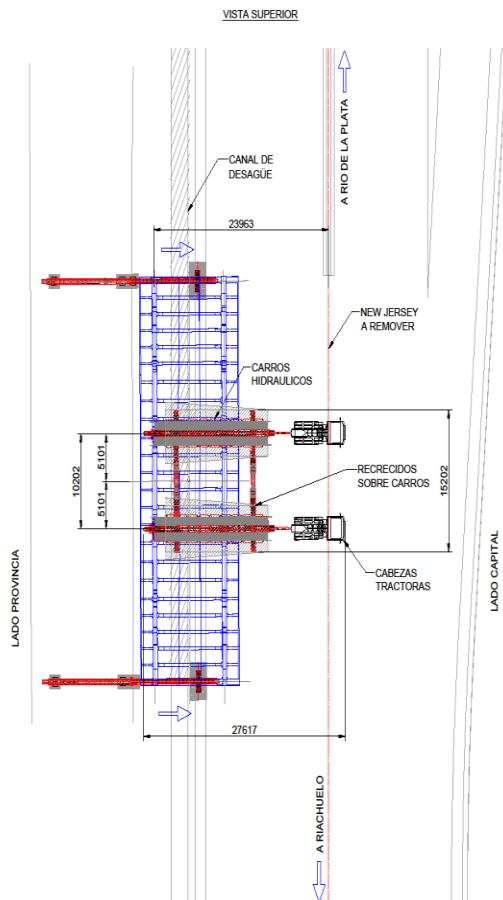 VISTA SUPERIOR
A RIO DE LA PLATA
CANAL DE
DESAGÜE
23963
NEW JERSEY
A REMOVER
CARROS
HIDRAULICOS
10202
5101
5101
RECRECIDOS
SOBRE CARROS
15202
CABEZAS
TRACTORAS
LADO PROVINCIA
LADO CAPITAL
27617
A RIACHUELO